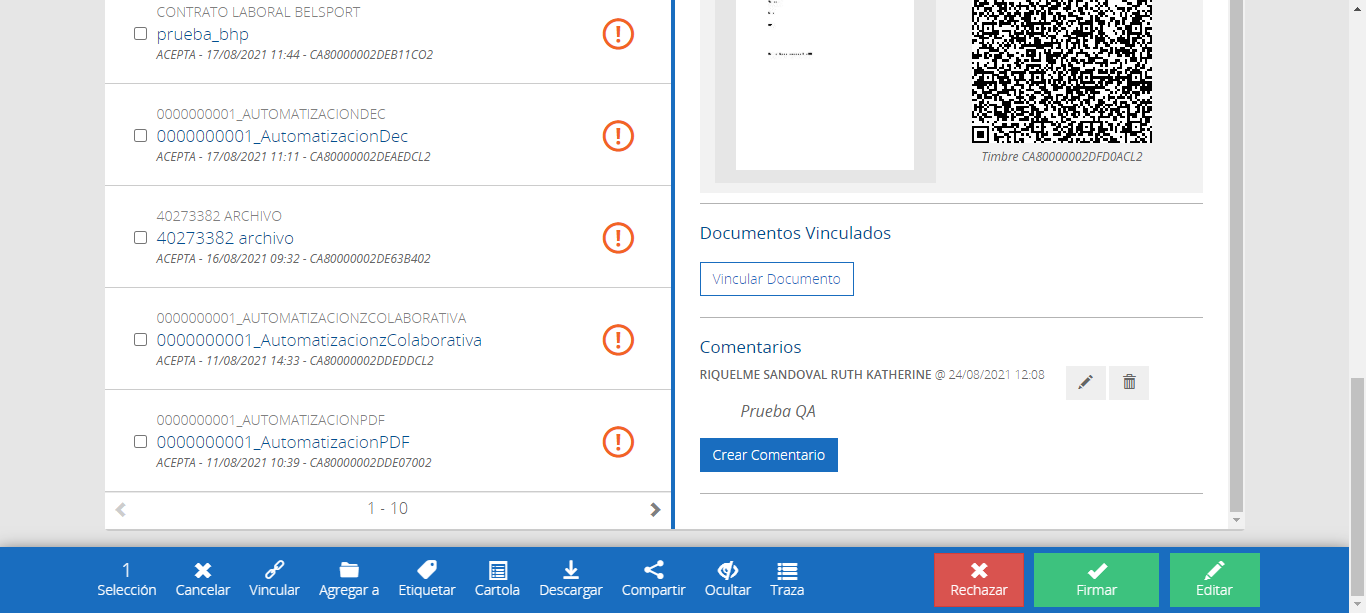 CONTRATO LABORAL BELSPORT
prueba_bhp
ACEPTA - 17/08/2021 11:44 - CA80000002DEB11CO2
0000000001_AUTOMATIZACIONDEC
0000000001_AutomatizacionDec
ACEPTA - 17/08/2021 11:11 - CA80000002DEAEDCL2
40273382 ARCHIVO
40273382 archivo
ACEPTA - 16/08/2021 09:32 - CA80000002DE63B402
0000000001_AUTOMATIZACIONZCOLABORATIVA
0000000001_AutomatizacionzColaborativa
ACEPTA - 11/08/2021 14:33 - CA80000002DDEDDCL2
0000000001_AUTOMATIZACIONPDF
0000000001_AutomatizacionPDF
ACEPTA - 11/08/2021 10:39 - CA80000002DDE07002
1 - 10
Timbre CA80000002DFD0ACL2
Documentos Vinculados
Vincular Documento
Comentarios
RIQUELME SANDOVAL RUTH KATHERINE @ 24/08/2021 12:08
Prueba QA
Crear Comentario
1
Selección
Cancelar
Vincular
Agregar a
Etiquetar
Cartola
Descargar
Compartir
Ocultar
Traza
Rechazar
Firmar
Editar